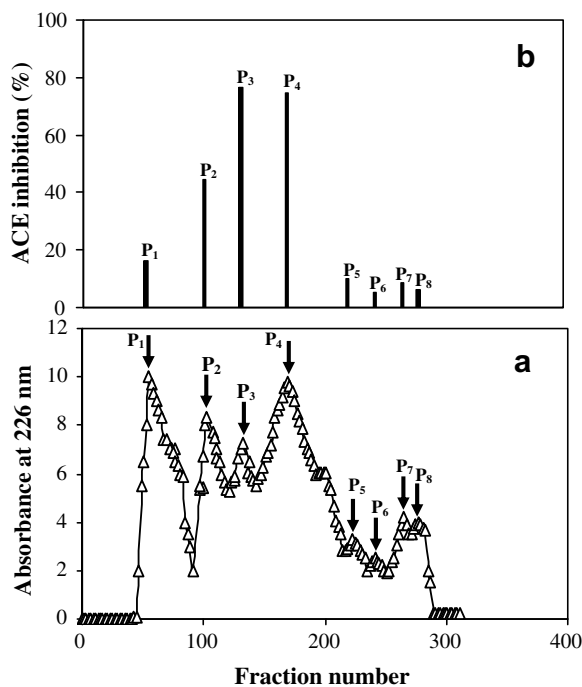 b
ACE inhibition (%)
100
80
60
40
20
0
P1
P2
P3
P4
P5
P6
P7
P8
a
Absorbance at 226 nm
12
10
8
6
4
2
0
P1
P2
P3
P4
P5
P6
P7
P8
0 100 200 300 400
Fraction number